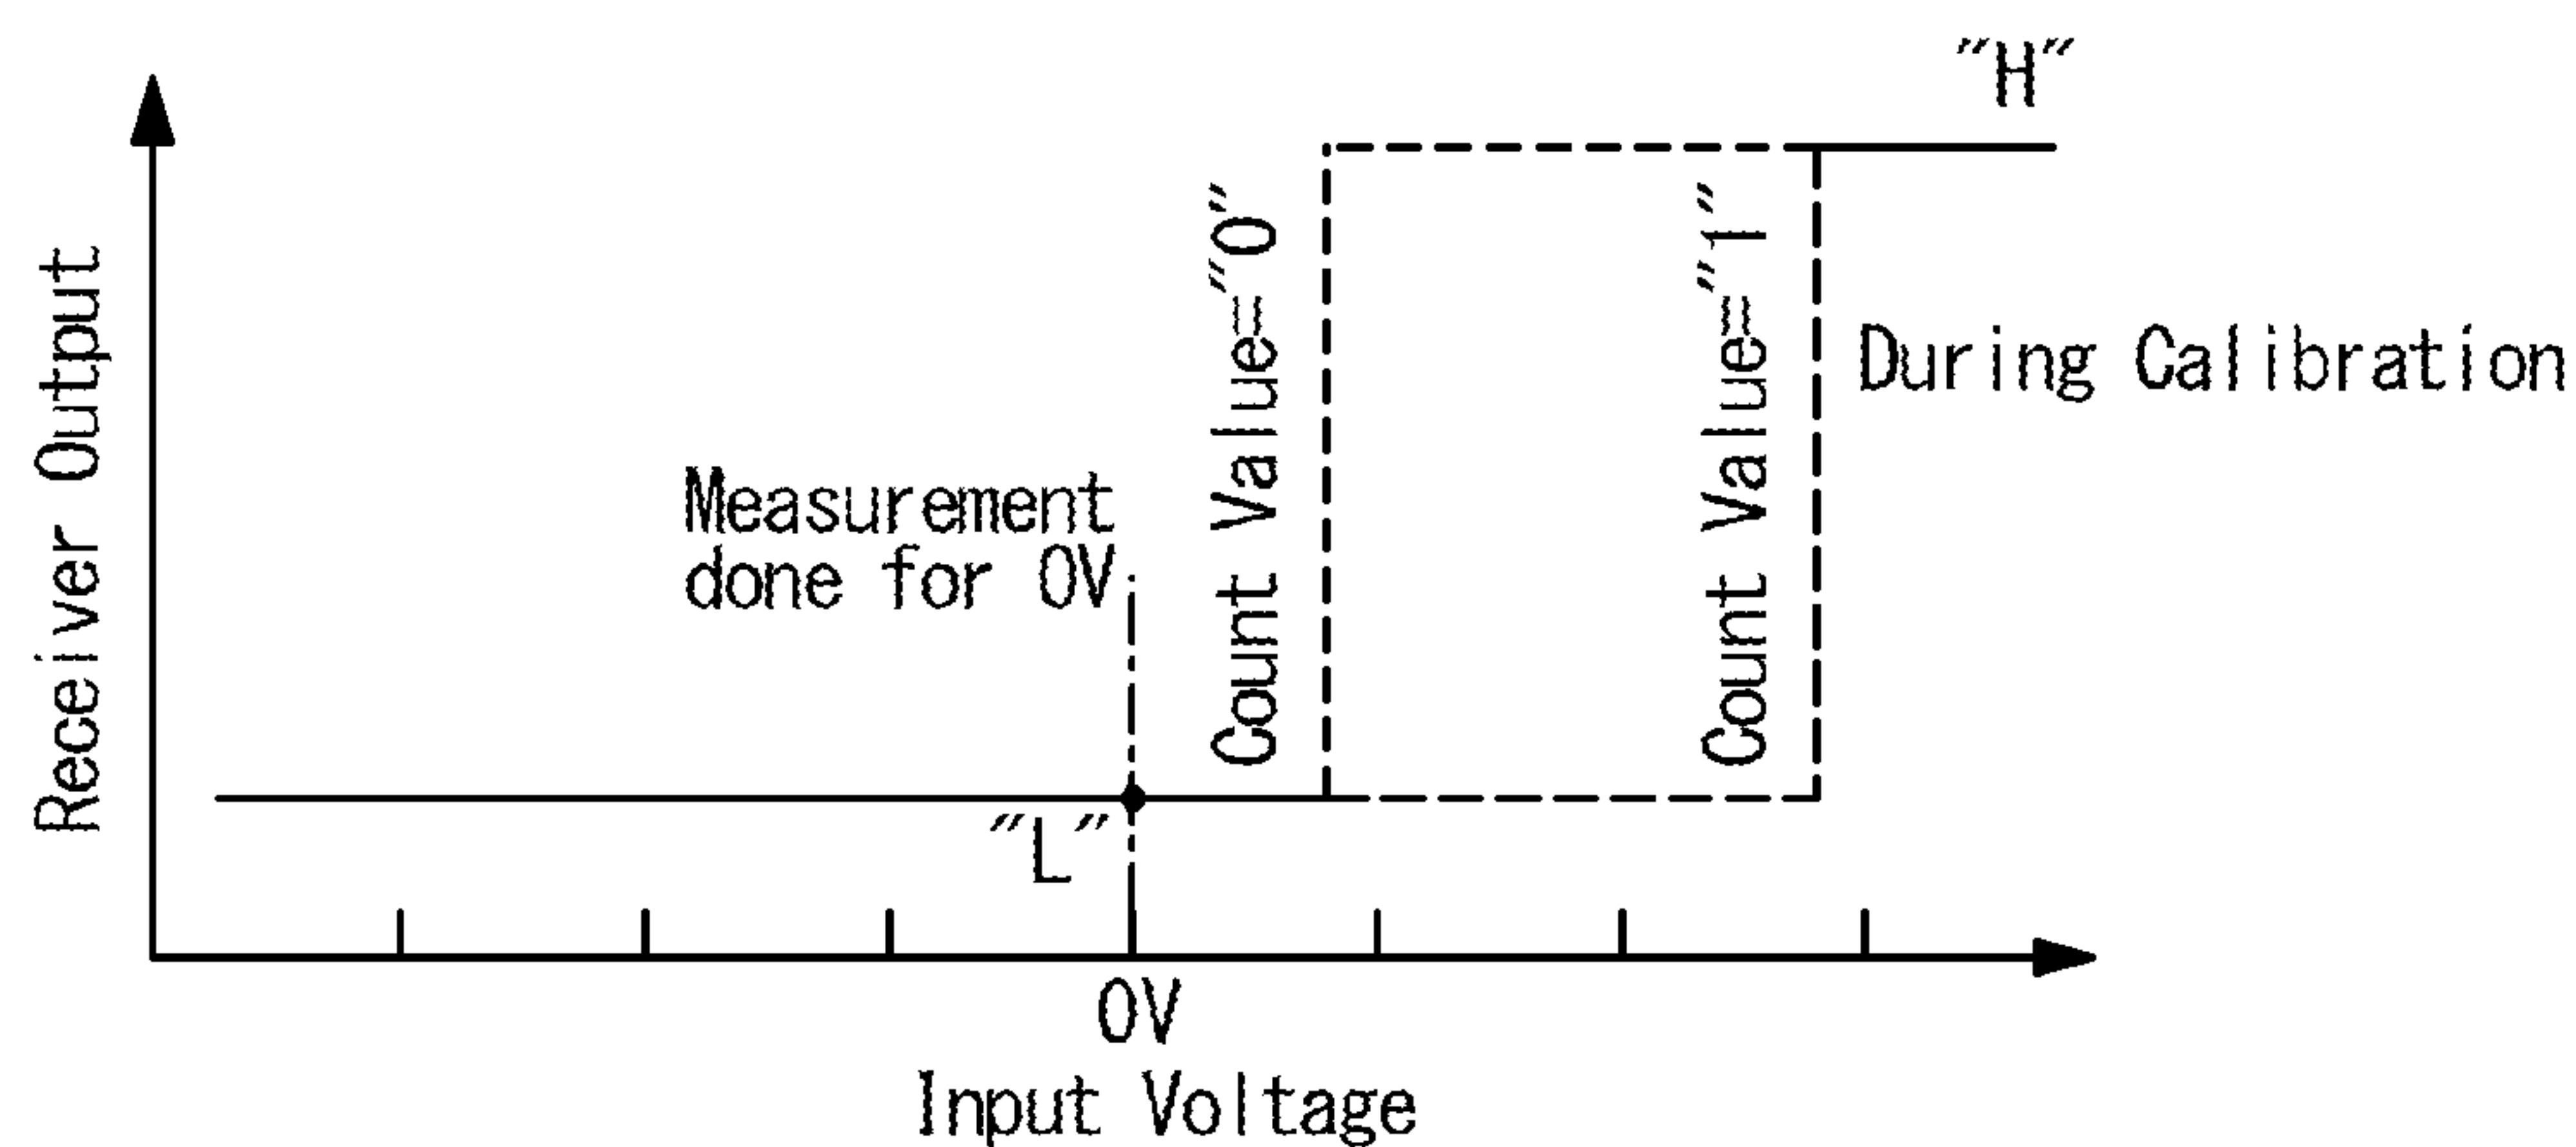 "H"
Receiver Output
Count Value="0"
Count Value="1"
During Calibration
Measurement
done for 0V
"L"
0V
Input Voltage